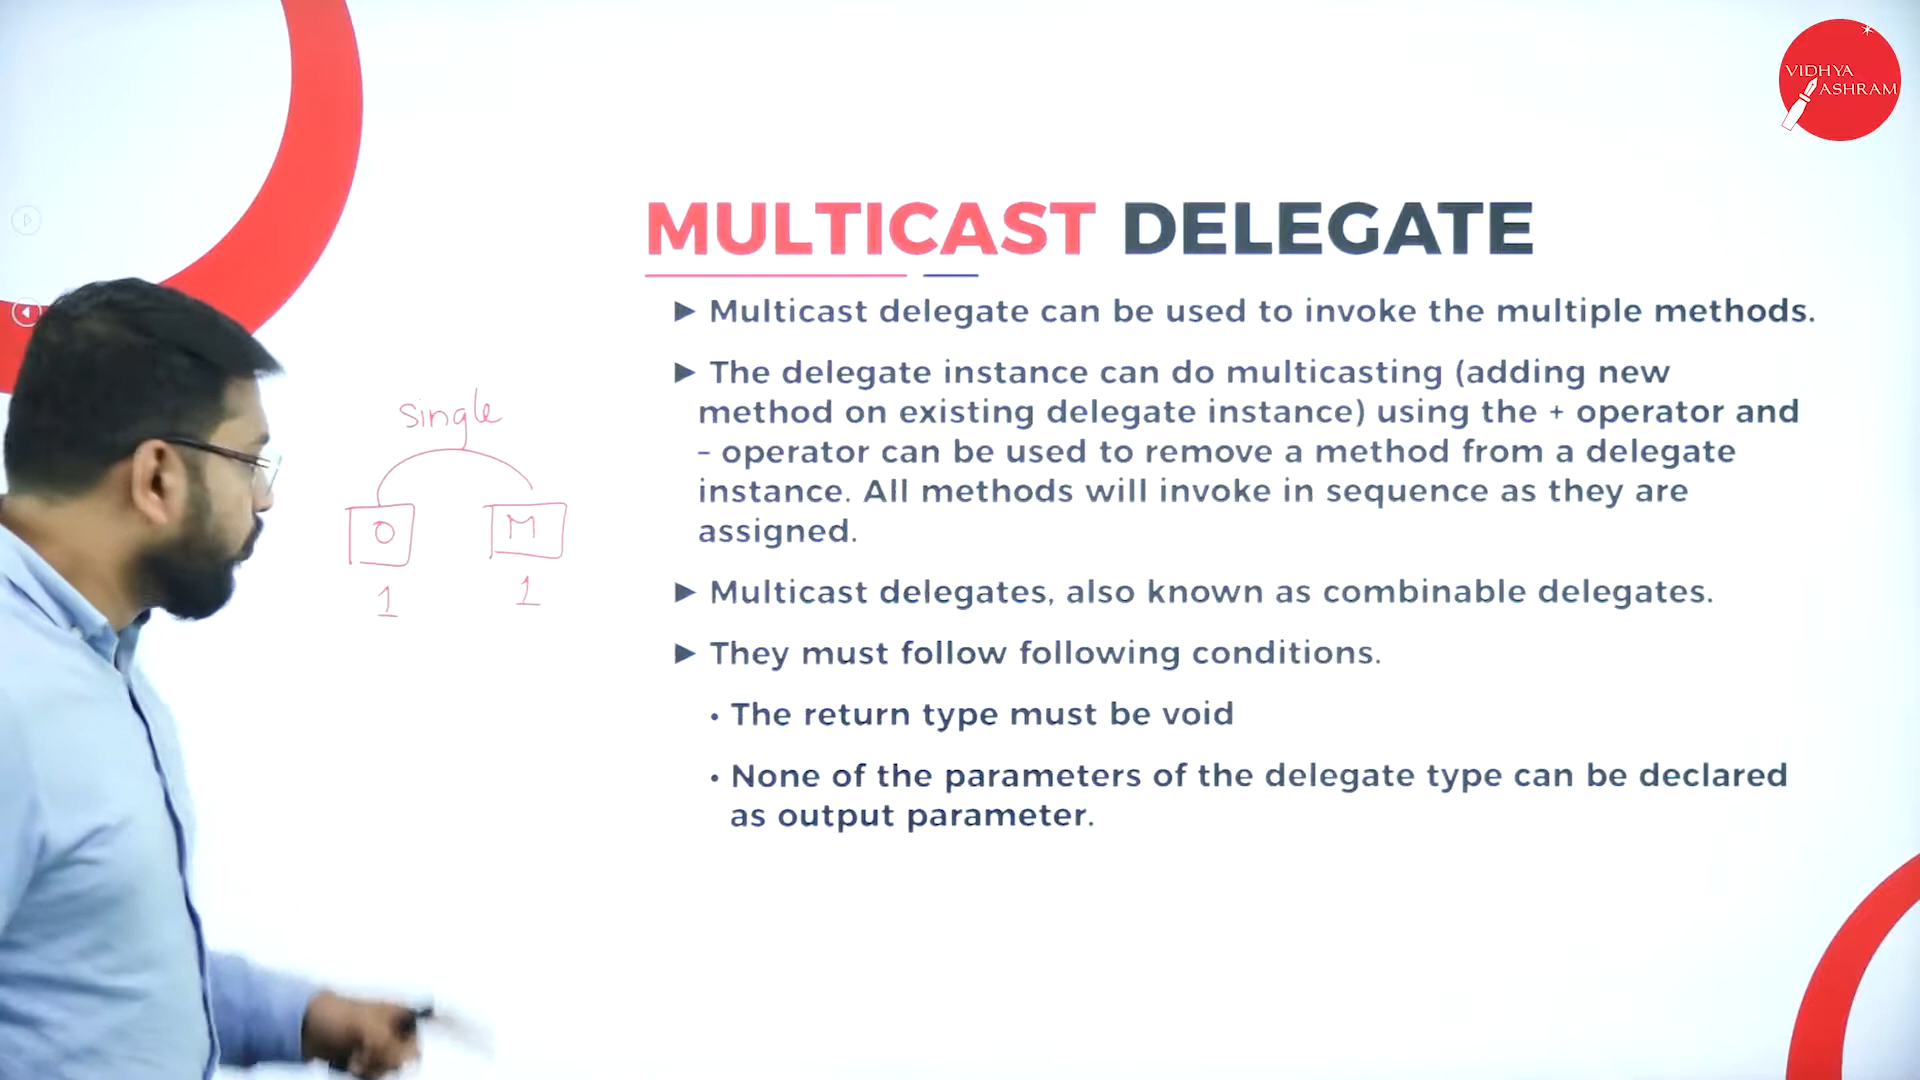 VIDHYA
ASHRAM
MULTICAST DELEGATE
► Multicast delegate can be used to invoke the multiple methods.
► The delegate instance can do multicasting (adding new
method on existing delegate instance) using the + operator and
- operator can be used to remove a method from a delegate
instance. All methods will invoke in sequence as they are
assigned.
► Multicast delegates, also known as combinable delegates.
► They must follow following conditions.
• The return type must be void
• None of the parameters of the delegate type can be declared
as output parameter.
Single
O M
1 1